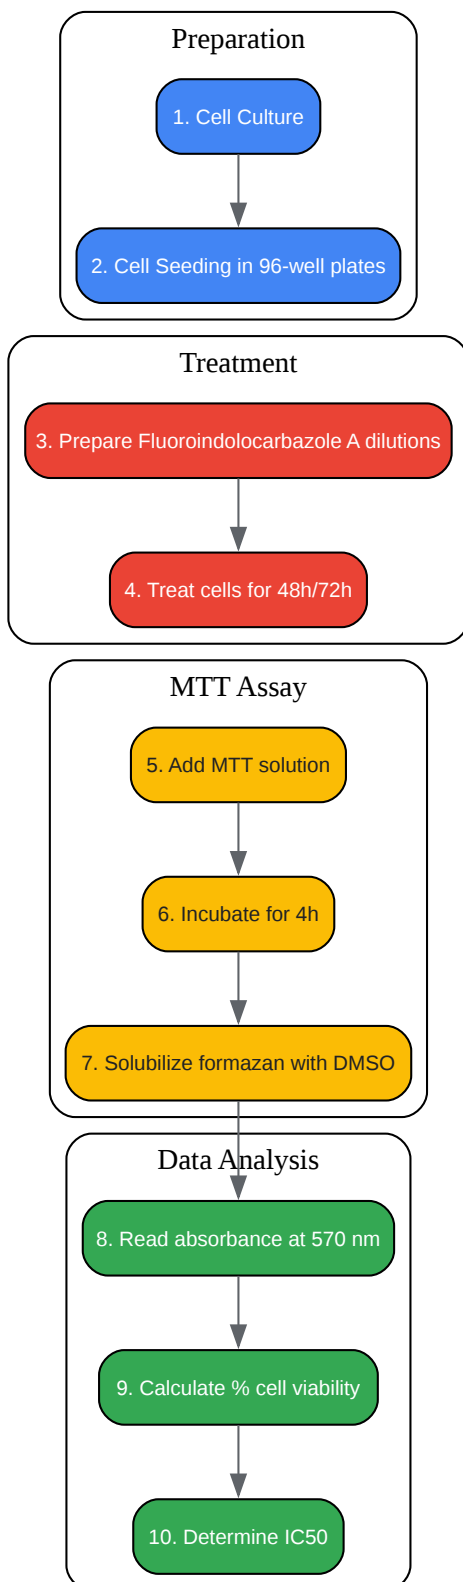 Preparation
1. Cell Culture
2. Cell Seeding in 96-well plates
Treatment
3. Prepare Fluoroindolocarbazole A dilutions
4. Treat cells for 48h/72h
MTT Assay
5. Add MTT solution
6. Incubate for 4h
7. Solubilize formazan with DMSO
Data Analysis
8. Read absorbance at 570 nm
9. Calculate % cell viability
10. Determine IC50